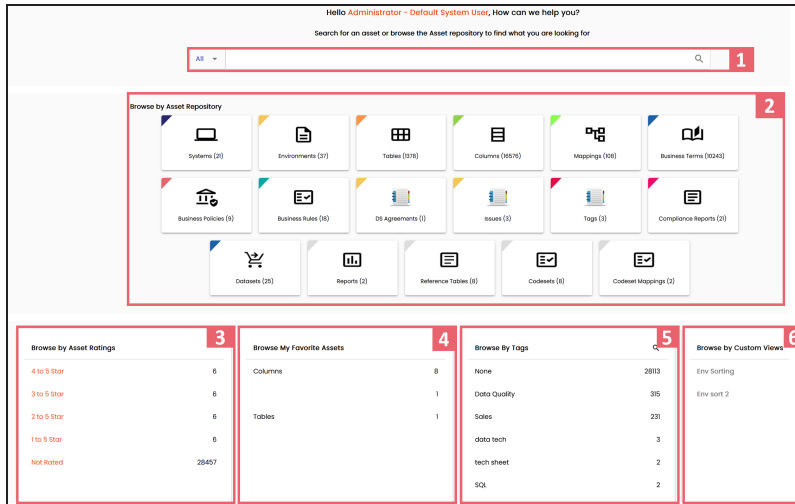 Hello Administrator - Default System User, How can we help you?
Search for an asset or browse the Asset repository to find what you are looking for
All
1
2
Browse by Asset Repository
Systems (21)
Environments (37)
Tables (1378)
Columns (16576)
Mappings (108)
Business Terms (10243)
Business Policies (9)
Business Rules (18)
DS Agreements (1)
Issues (3)
Tags (3)
Compliance Reports (21)
Datasets (25)
Reports (2)
Reference Tables (8)
Codesets (8)
Codeset Mappings (2)
3
Browse by Asset Ratings
4 to 5 Star 6
3 to 5 Star 6
2 to 5 Star 6
1 to 5 Star 6
Not Rated 28457
4
Browse My Favorite Assets
Columns 8
1
Tables 1
5
Browse By Tags
None 28113
Data Quality 315
Sales 231
data tech 3
tech sheet 2
SQL 2
6
Browse by Custom Views
Env Sorting
Env sort 2